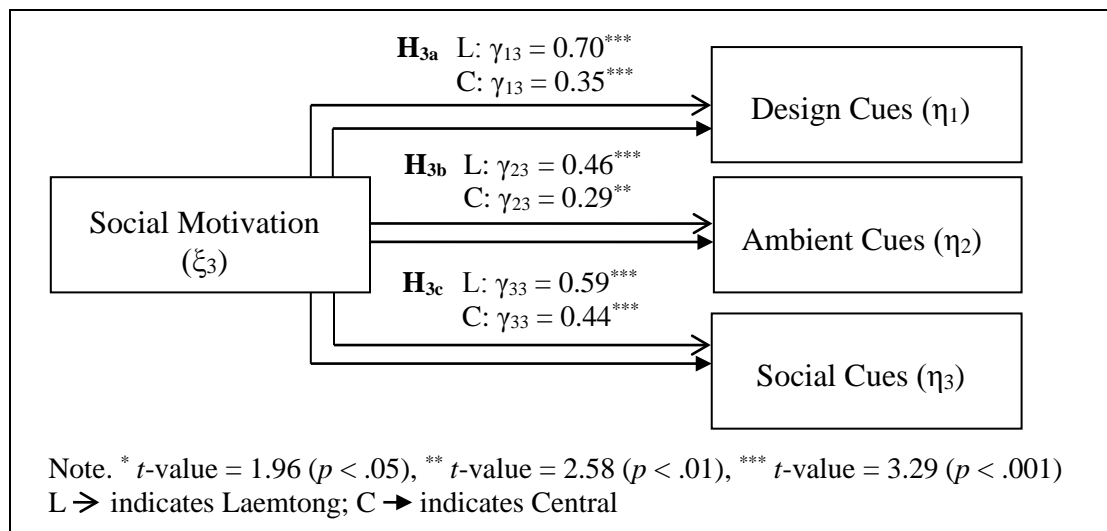 H3a L: γ13 = 0.70***
C: γ13 = 0.35***
Design Cues (η1)
H3b L: γ23 = 0.46***
C: γ23 = 0.29**
Social Motivation
(ξ3)
Ambient Cues (η2)
H3c L: γ33 = 0.59***
C: γ33 = 0.44***
Social Cues (η3)
Note. * t-value = 1.96 (p < .05), ** t-value = 2.58 (p < .01), *** t-value = 3.29 (p < .001)
L → indicates Laemtong; C → indicates Central